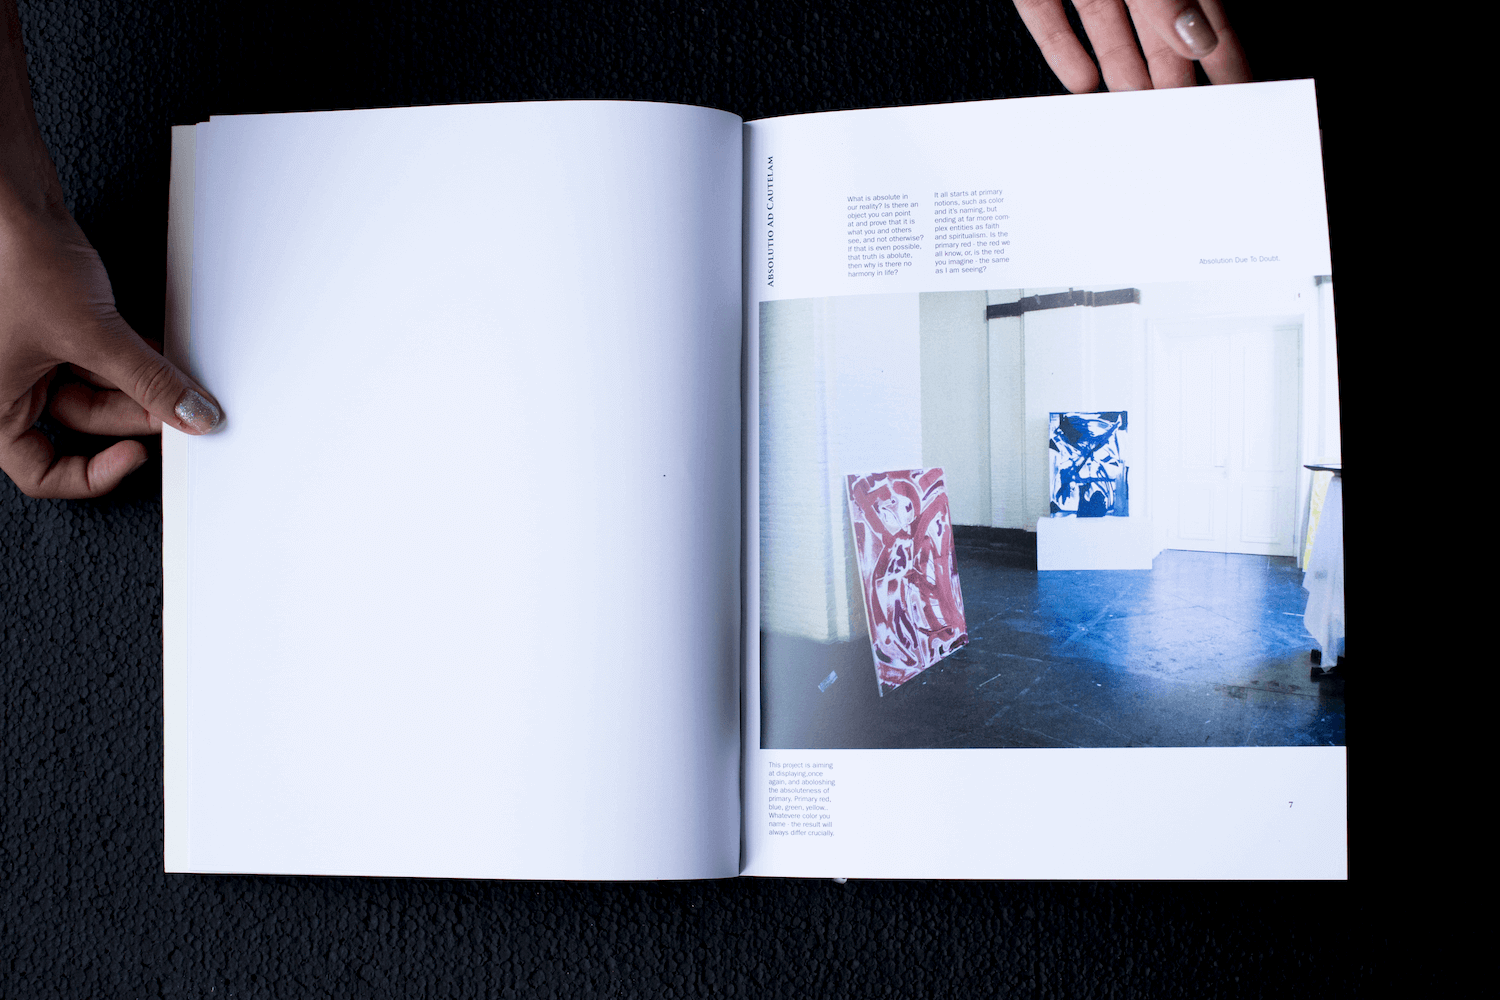 ABSOLUTIO AD CAUTELAM
What is absolute in
our reality? Is there an
object you can point
at and prove that it is
what you and others
see, and not otherwise?
If that is even possible,
that truth is abolute,
then why is there no
harmony in life?
It all starts at primary
notions, such as color
and it's naming, but
ending at far more com
plex entities as faith
and spiritualism. Is the
primary red - the red we
all know, or, is the red
you imagine - the same
as I am seeing?
Absolution Due To Doubt.
This project is aiming
at displaying,once
again, and aboloshing
the absoluteness of
primary. Primary red,
blue, green, yellow..
Whatevere color you
name - the result will
always differ crucially.
7